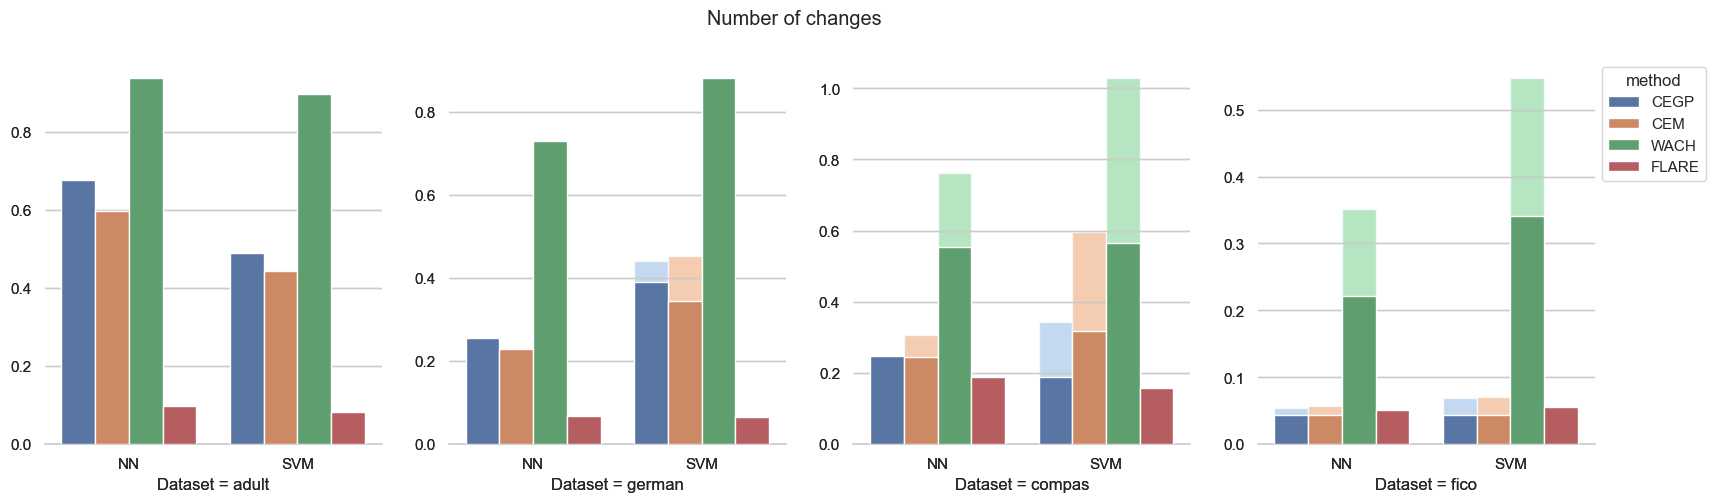 Number of changes
0.8
0.6
0.4
0.2
0.0
NN
SVM
Dataset = adult
0.8
0.6
0.4
0.2
0.0
NN
SVM
Dataset = german
1.0
0.8
0.6
0.4
0.2
0.0
NN
SVM
Dataset = compas
0.5
0.4
0.3
0.2
0.1
0.0
NN
SVM
Dataset = fico
method
CEGP
CEM
WACH
FLARE